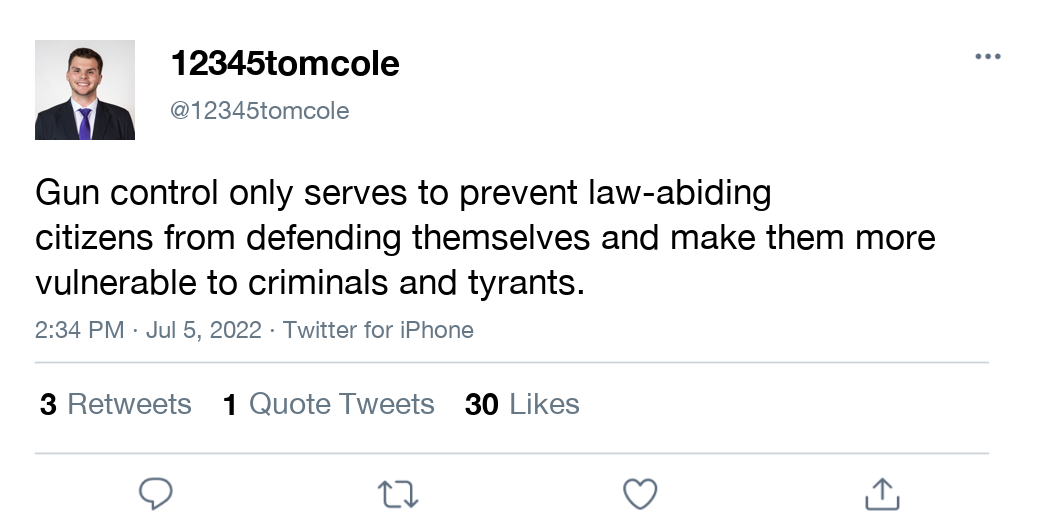 12345tomcole
@12345tomcole
Gun control only serves to prevent law-abiding
citizens from defending themselves and make them more
vulnerable to criminals and tyrants.
2:34 PM · Jul 5, 2022 · Twitter for iPhone
3 Retweets 1 Quote Tweets 30 Likes